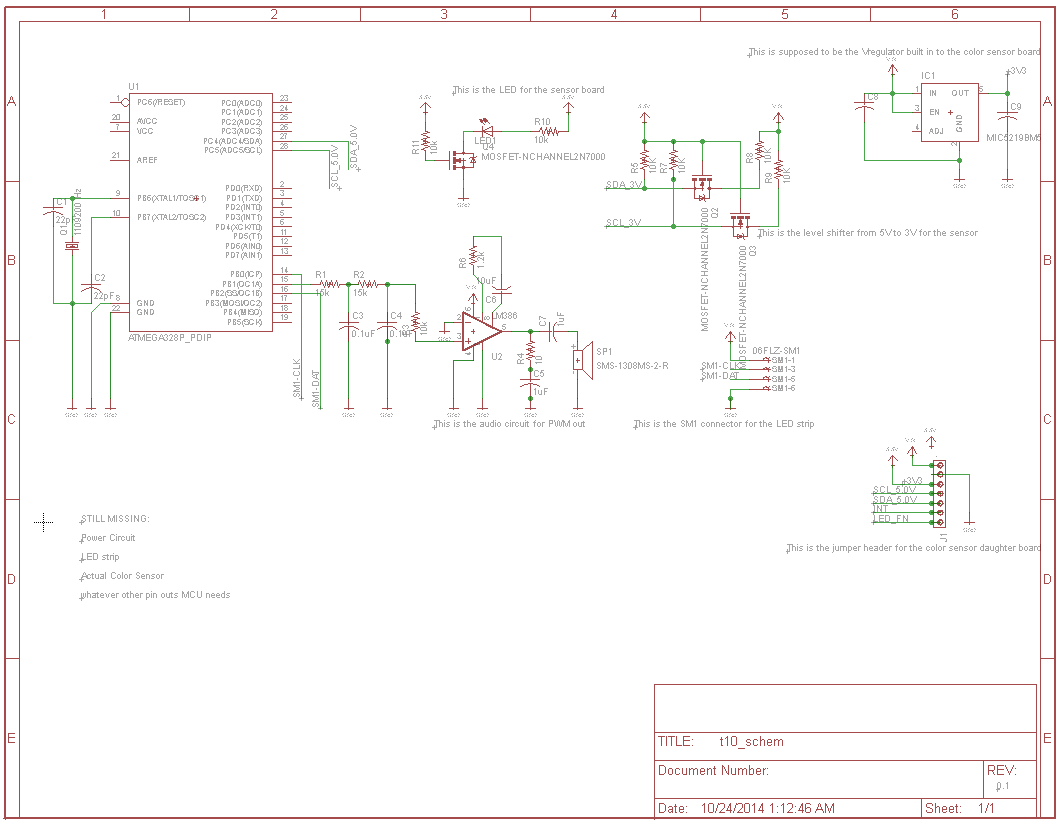 1 2 3 4 5 6
A
B
C
D
E
A
B
C
D
E
This is supposed to be the Vregulator built in to the color sensor board
IC1
IN
OUT
EN
ADJ
GND
+3V3
C8
C9
MIC5219BM5
This is the LED for the sensor board
R10
10k
R11
10k
LED1
Q4
MOSFET-NCHANNEL2N7000
U1
PC6(/RESET)
AVCC
VCC
AREF
PB6(XTAL1/TOSC1)
PB7(XTAL2/TOSC2)
GND
GND
1
20
7
21
9
10
8
22
PC0(ADC0)
PC1(ADC1)
PC2(ADC2)
PC3(ADC3)
PC4(ADC4/SDA)
PC5(ADC5/SCL)
PD0(RXD)
PD1(TXD)
PD2(INT0)
PD3(INT1)
PD4(XCK/T0)
PD5(T1)
PD6(AIN0)
PD7(AIN1)
PB0(ICP)
PB1(OC1A)
PB2(SS/OC1B)
PB3(MOSI/OC2)
PB4(MISO)
PB5(SCK)
23
24
25
26
27
28
2
3
4
5
6
11
12
13
14
15
16
17
18
19
ATMEGA328P_PDIP
SCL_5.0V
SDA_5.0V
C1
22p
Q1
C2
22pF
R1
15k
R2
15k
C3
0.1uF
C4
R3
10k
SM1-CLK
SM1-DAT
R6
1.2k
10uF
C6
LM386
U2
C7
1uF
R4
10
C5
1uF
SP1
SMS-1308MS-2-R
This is the audio circuit for PWM out
SDA_3V
SCL_3V
R5
10K
R7
10K
R8
10K
R9
10K
Q2
MOSFET-NCHANNEL2N7000
Q3
MOSFET-NCHANNEL2N7000
This is the level shifter from 5V to 3V for the sensor
06FLZ-SM1
SM1-CLK
SM1-DAT
SM1-1
SM1-3
SM1-5
SM1-6
This is the SM1 connector for the LED strip
+3V3
SCL_5.0V
SDA_5.0V
INT
LED_FN
J1
This is the jumper header for the color sensor daughter board
STILL MISSING:
Power Circuit
LED strip
Actual Color Sensor
whatever other pin outs MCU needs
TITLE: t10_schem
Document Number:
REV:
0.1
Date: 10/24/2014 1:12:46 AM
Sheet: 1/1